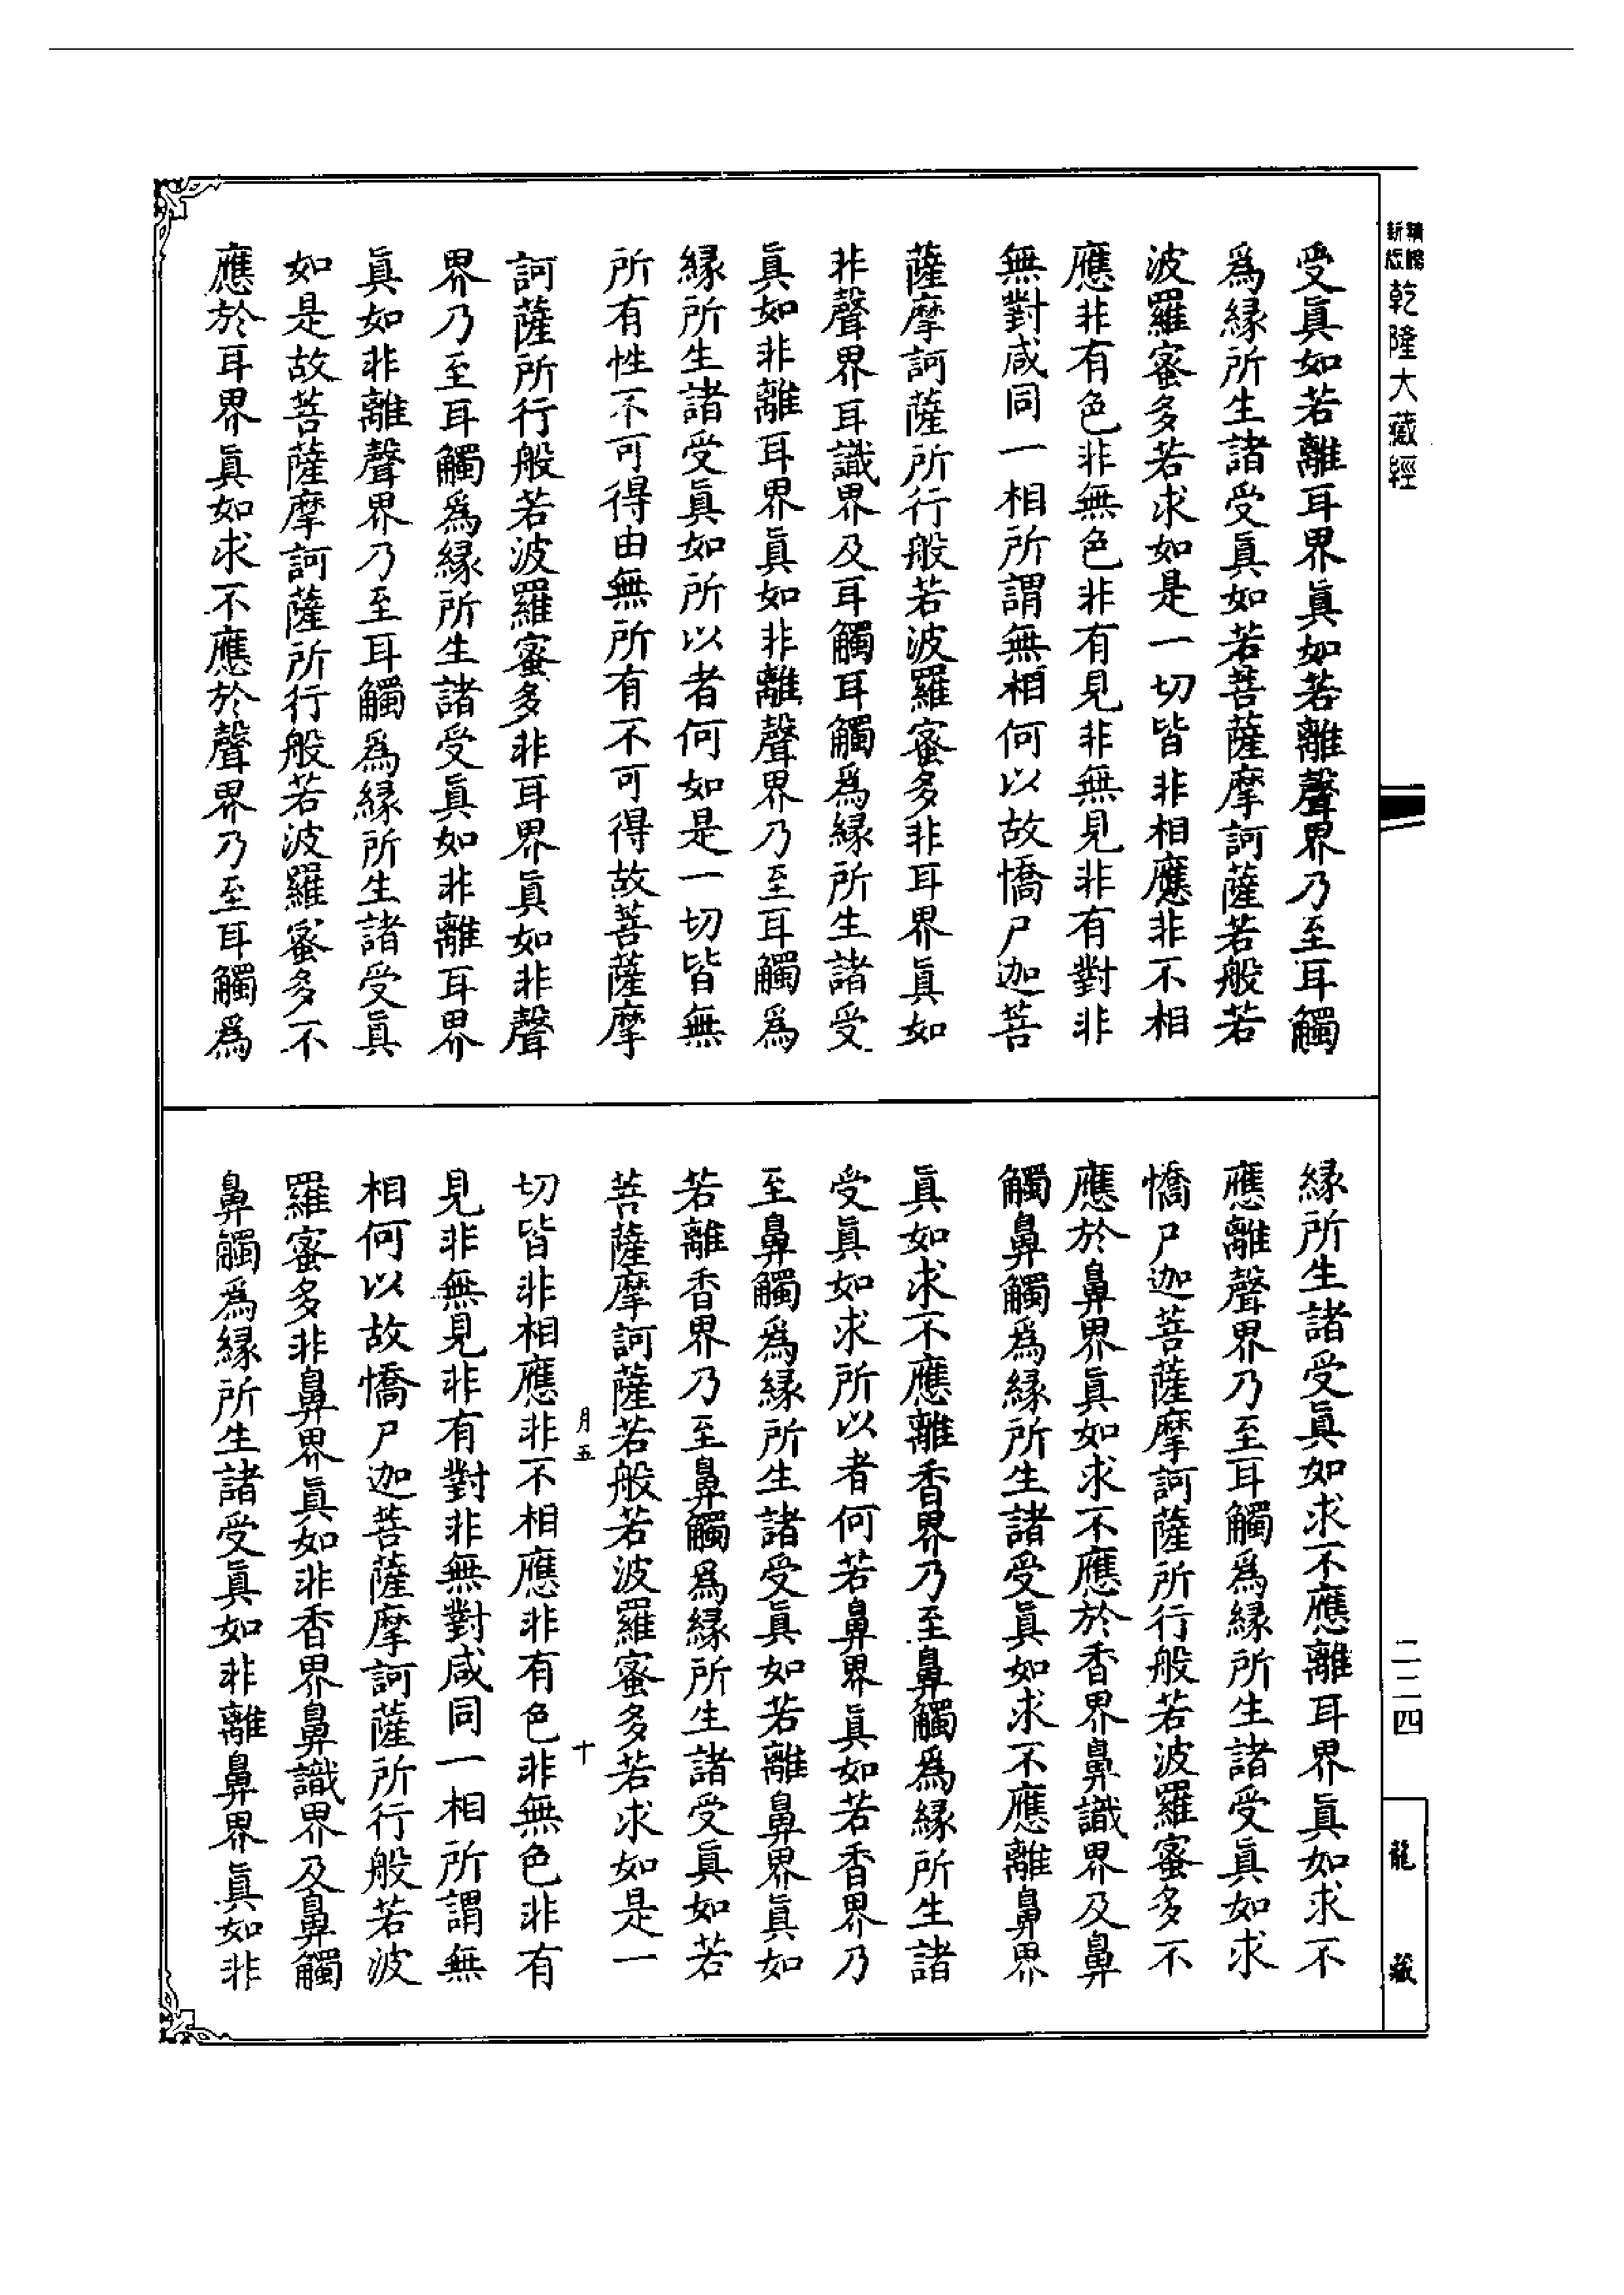 新版精縮乾隆大藏經
受眞如若離耳界眞如若離聲界乃至耳觸
爲緣所生諸受眞如若菩薩摩訶薩若般若
波羅蜜多若求如是一切皆非相應非不相
應非有色非無色非有見非無見非有對非
無對咸同一相所謂無相何以故憍尸迦菩
薩摩訶薩所行般若波羅蜜多非耳界眞如
非聲界耳識界及耳觸耳觸爲緣所生諸受
眞如非離耳界眞如非離聲界乃至耳觸爲
緣所生諸受眞如所以者何如是一切皆無
所有性不可得由無所有不可得故菩薩摩
訶薩所行般若波羅蜜多非耳界眞如非聲
界乃至耳觸爲緣所生諸受眞如非離耳界
眞如非離聲界乃至耳觸爲緣所生諸受眞
如是故菩薩摩訶薩所行般若波羅蜜多不
應於耳界眞如求不應於聲界乃至耳觸爲
緣所生諸受眞如求不應離耳界眞如求不
應離聲界乃至耳觸爲緣所生諸受眞如求
憍尸迦菩薩摩訶薩所行般若波羅蜜多不
應於鼻界眞如求不應於香界鼻識界及鼻
觸鼻觸爲緣所生諸受眞如求不應離鼻界
眞如求不應離香界乃至鼻觸爲緣所生諸
受眞如求所以者何若鼻界眞如若香界乃
至鼻觸爲緣所生諸受眞如若離鼻界眞如
若離香界乃至鼻觸爲緣所生諸受眞如若
菩薩摩訶薩若般若波羅蜜多若求如是一
月五 十
切皆非相應非不相應非有色非無色非有
見非無見非有對非無對咸同一相所謂無
相何以故憍尸迦菩薩摩訶薩所行般若波
羅蜜多非鼻界眞如非香界鼻識界及鼻觸
鼻觸爲緣所生諸受眞如非離鼻界眞如非
二二四
龍藏